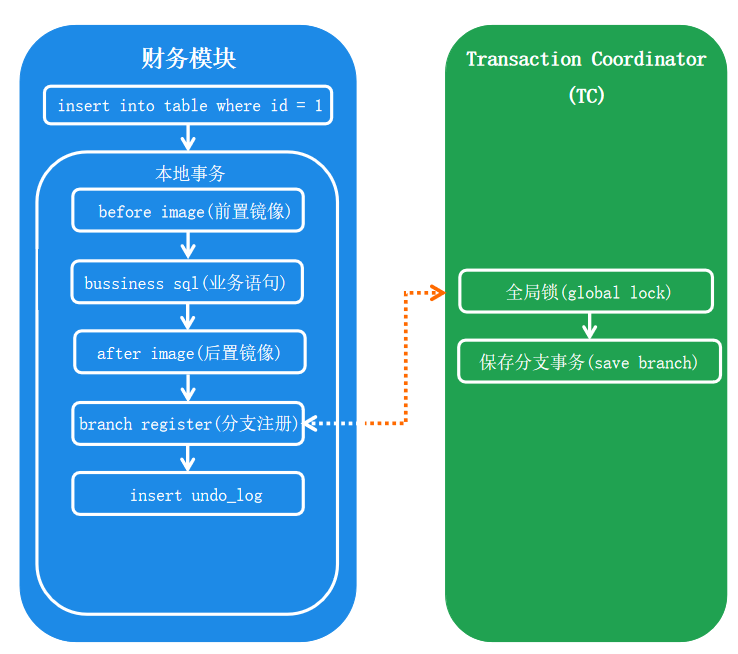 财务模块
insert into table where id = 1
本地事务
before image(前置镜像)
bussiness sql(业务语句)
after image(后置镜像)
branch register(分支注册)
insert undo_log
Transaction Coordinator
(TC)
全局锁(global lock)
保存分支事务(save branch)